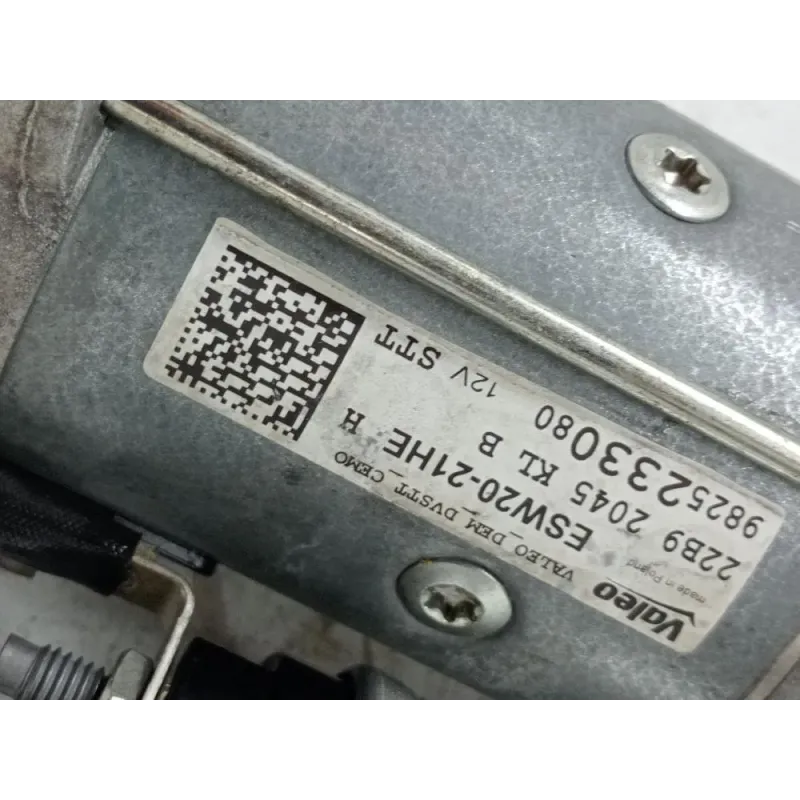 Valeo
made in Poland
VALEO_DEM_DVSTT_CEMO
ESW20-21HE H
22B9 2045 KL B
9825233080 12V STT